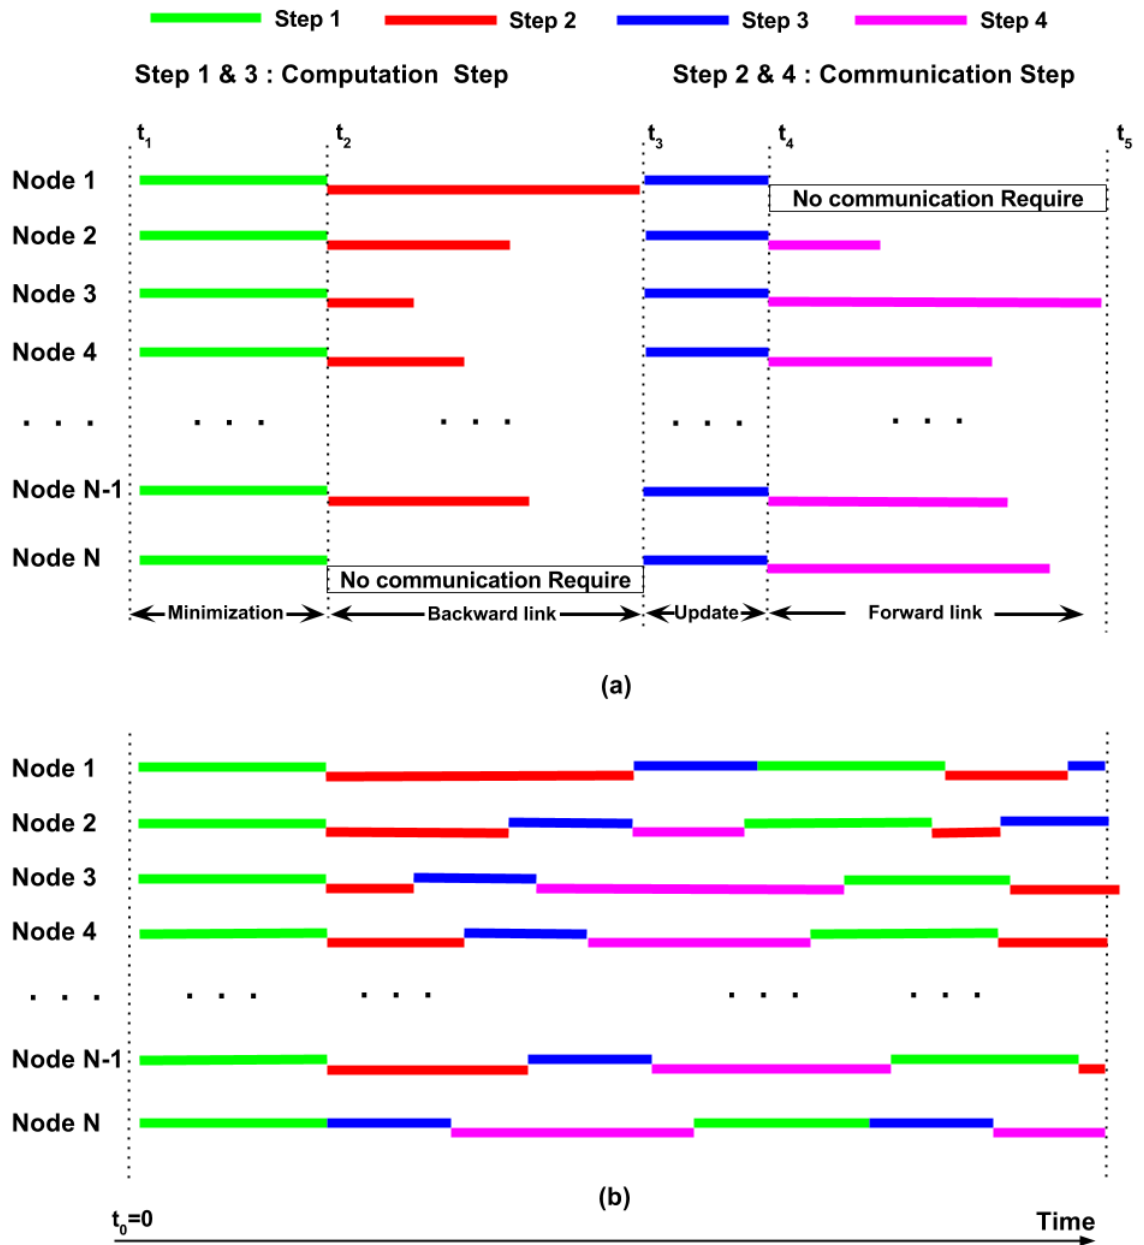 Step 1 Step 2 Step 3 Step 4
Step 1 & 3 : Computation Step Step 2 & 4 : Communication Step
t1 t2 t3 t4 t5
Node 1
No communication Require
Node 2
Node 3
Node 4
. . . . . . . . . . . . . . .
Node N-1
Node N
No communication Require
Minimization Backward link Update Forward link
(a)
Node 1
Node 2
Node 3
Node 4
. . . . . . . . . . . . . . .
Node N-1
Node N
(b)
t0=0 Time